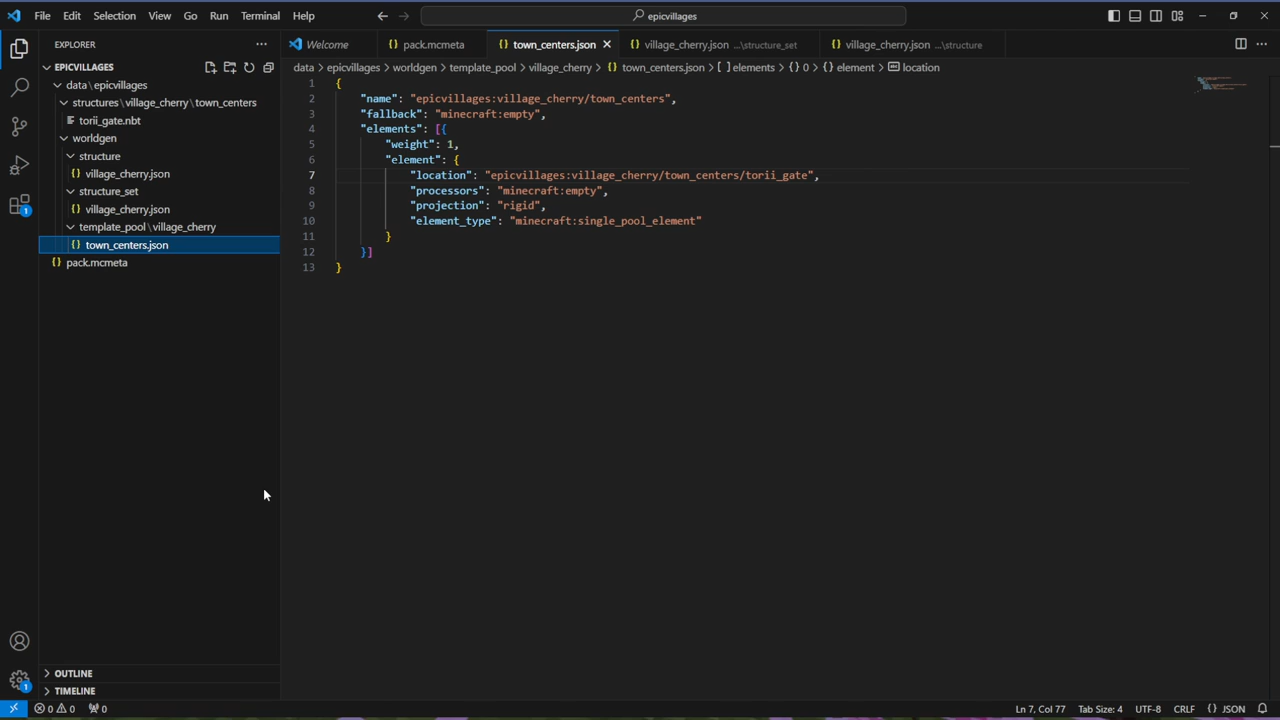 File Edit Selection View Go Run Terminal Help
epicvillages
EXPLORER
Welcome
pack.mcmeta
town_centers.json
village_cherry.json ...\structure_set
village_cherry.json ...\structure
EPICVILLAGES
data > epicvillages > worldgen > template_pool > village_cherry > {} town_centers.json > [ ] elements > {} 0 > {} element > location
data\epicvillages
structures\village_cherry\town_centers
torii_gate.nbt
worldgen
structure
village_cherry.json
structure_set
village_cherry.json
template_pool\village_cherry
town_centers.json
pack.mcmeta
1 {
2 "name": "epicvillages:village_cherry/town_centers",
3 "fallback": "minecraft:empty",
4 "elements": [{
5 "weight": 1,
6 "element": {
7 "location": "epicvillages:village_cherry/town_centers/torii_gate",
8 "processors": "minecraft:empty",
9 "projection": "rigid",
10 "element_type": "minecraft:single_pool_element"
11 }
12 }]
13 }
1
OUTLINE
TIMELINE
1
0 0 0
Ln 7, Col 77 Tab Size: 4 UTF-8 CRLF {} JSON